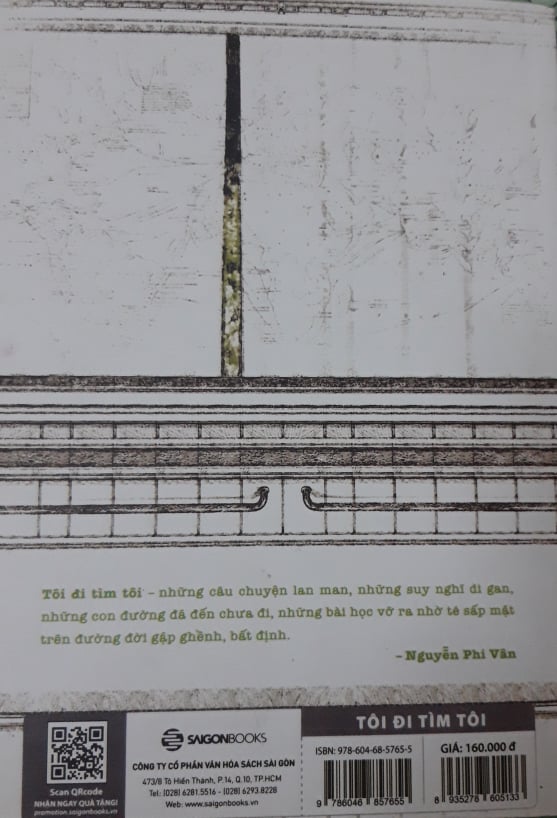 Tôi đi tìm tôi – những câu chuyện lan man, những suy nghĩ di gan,
những con đường đã đến chưa đi, những bài học vỡ ra nhờ té sấp mặt
trên đường đời gập ghềnh, bất định.
– Nguyễn Phi Vân
Scan QRcode
NHẬN NGAY QUÀ TẶNG!
promotion.saigonbooks.vn
SAIGONBOOKS
CÔNG TY CỔ PHẦN VĂN HÓA SÁCH SÀI GÒN
473/8 Tô Hiến Thành, P.14, Q.10, TP.HCM
Tel: (028) 6281.5516 - (028) 6293.8228
Web: www.saigonbooks.vn
TÔI ĐI TÌM TÔI
ISBN: 978-604-68-5765-5
9 786046 857655
GIÁ: 160.000 đ
8 935278 605133